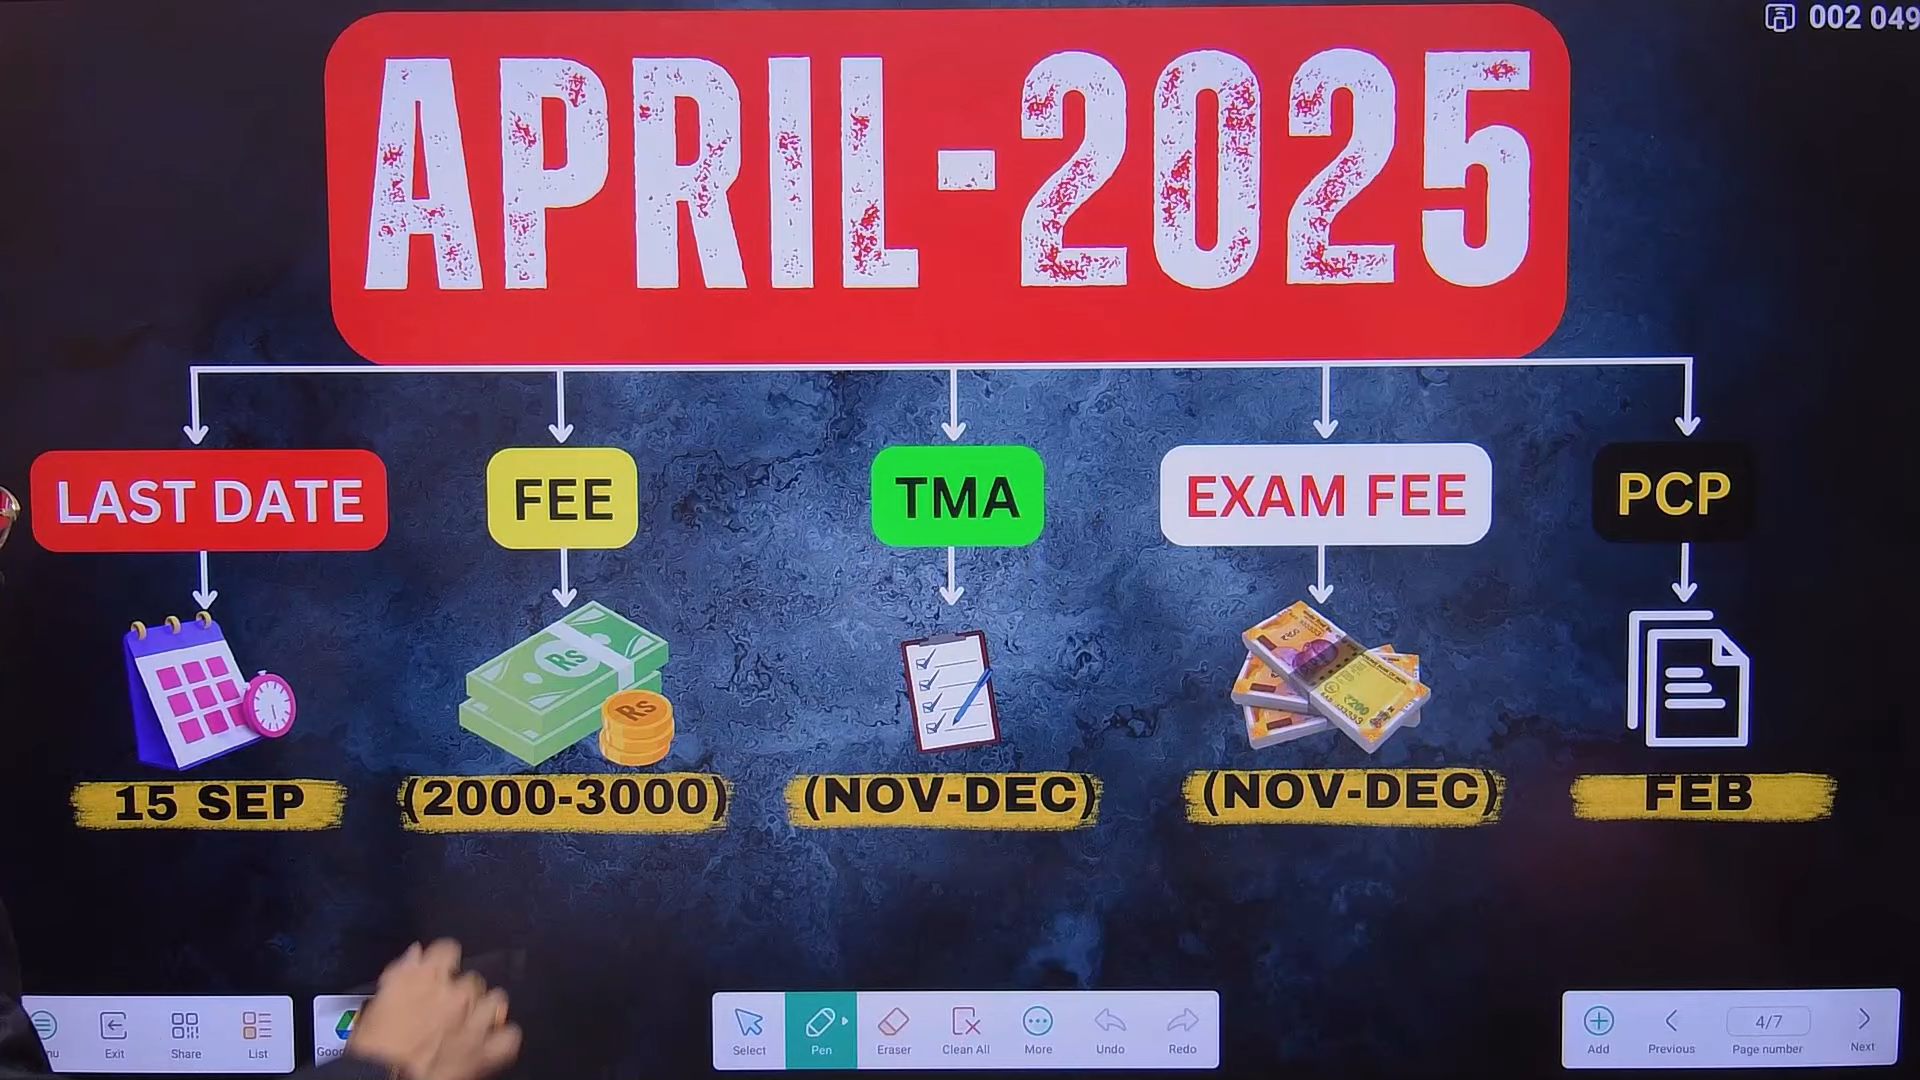 002 049
APRIL-2025
LAST DATE
FEE
TMA
EXAM FEE
PCP
Rs
Rs
15 SEP
(2000-3000)
(NOV-DEC)
(NOV-DEC)
FEB
Exit
Share
List
Select
Pen
Eraser
Clean All
More
Undo
Redo
Add
Previous
4/7
Page number
Next